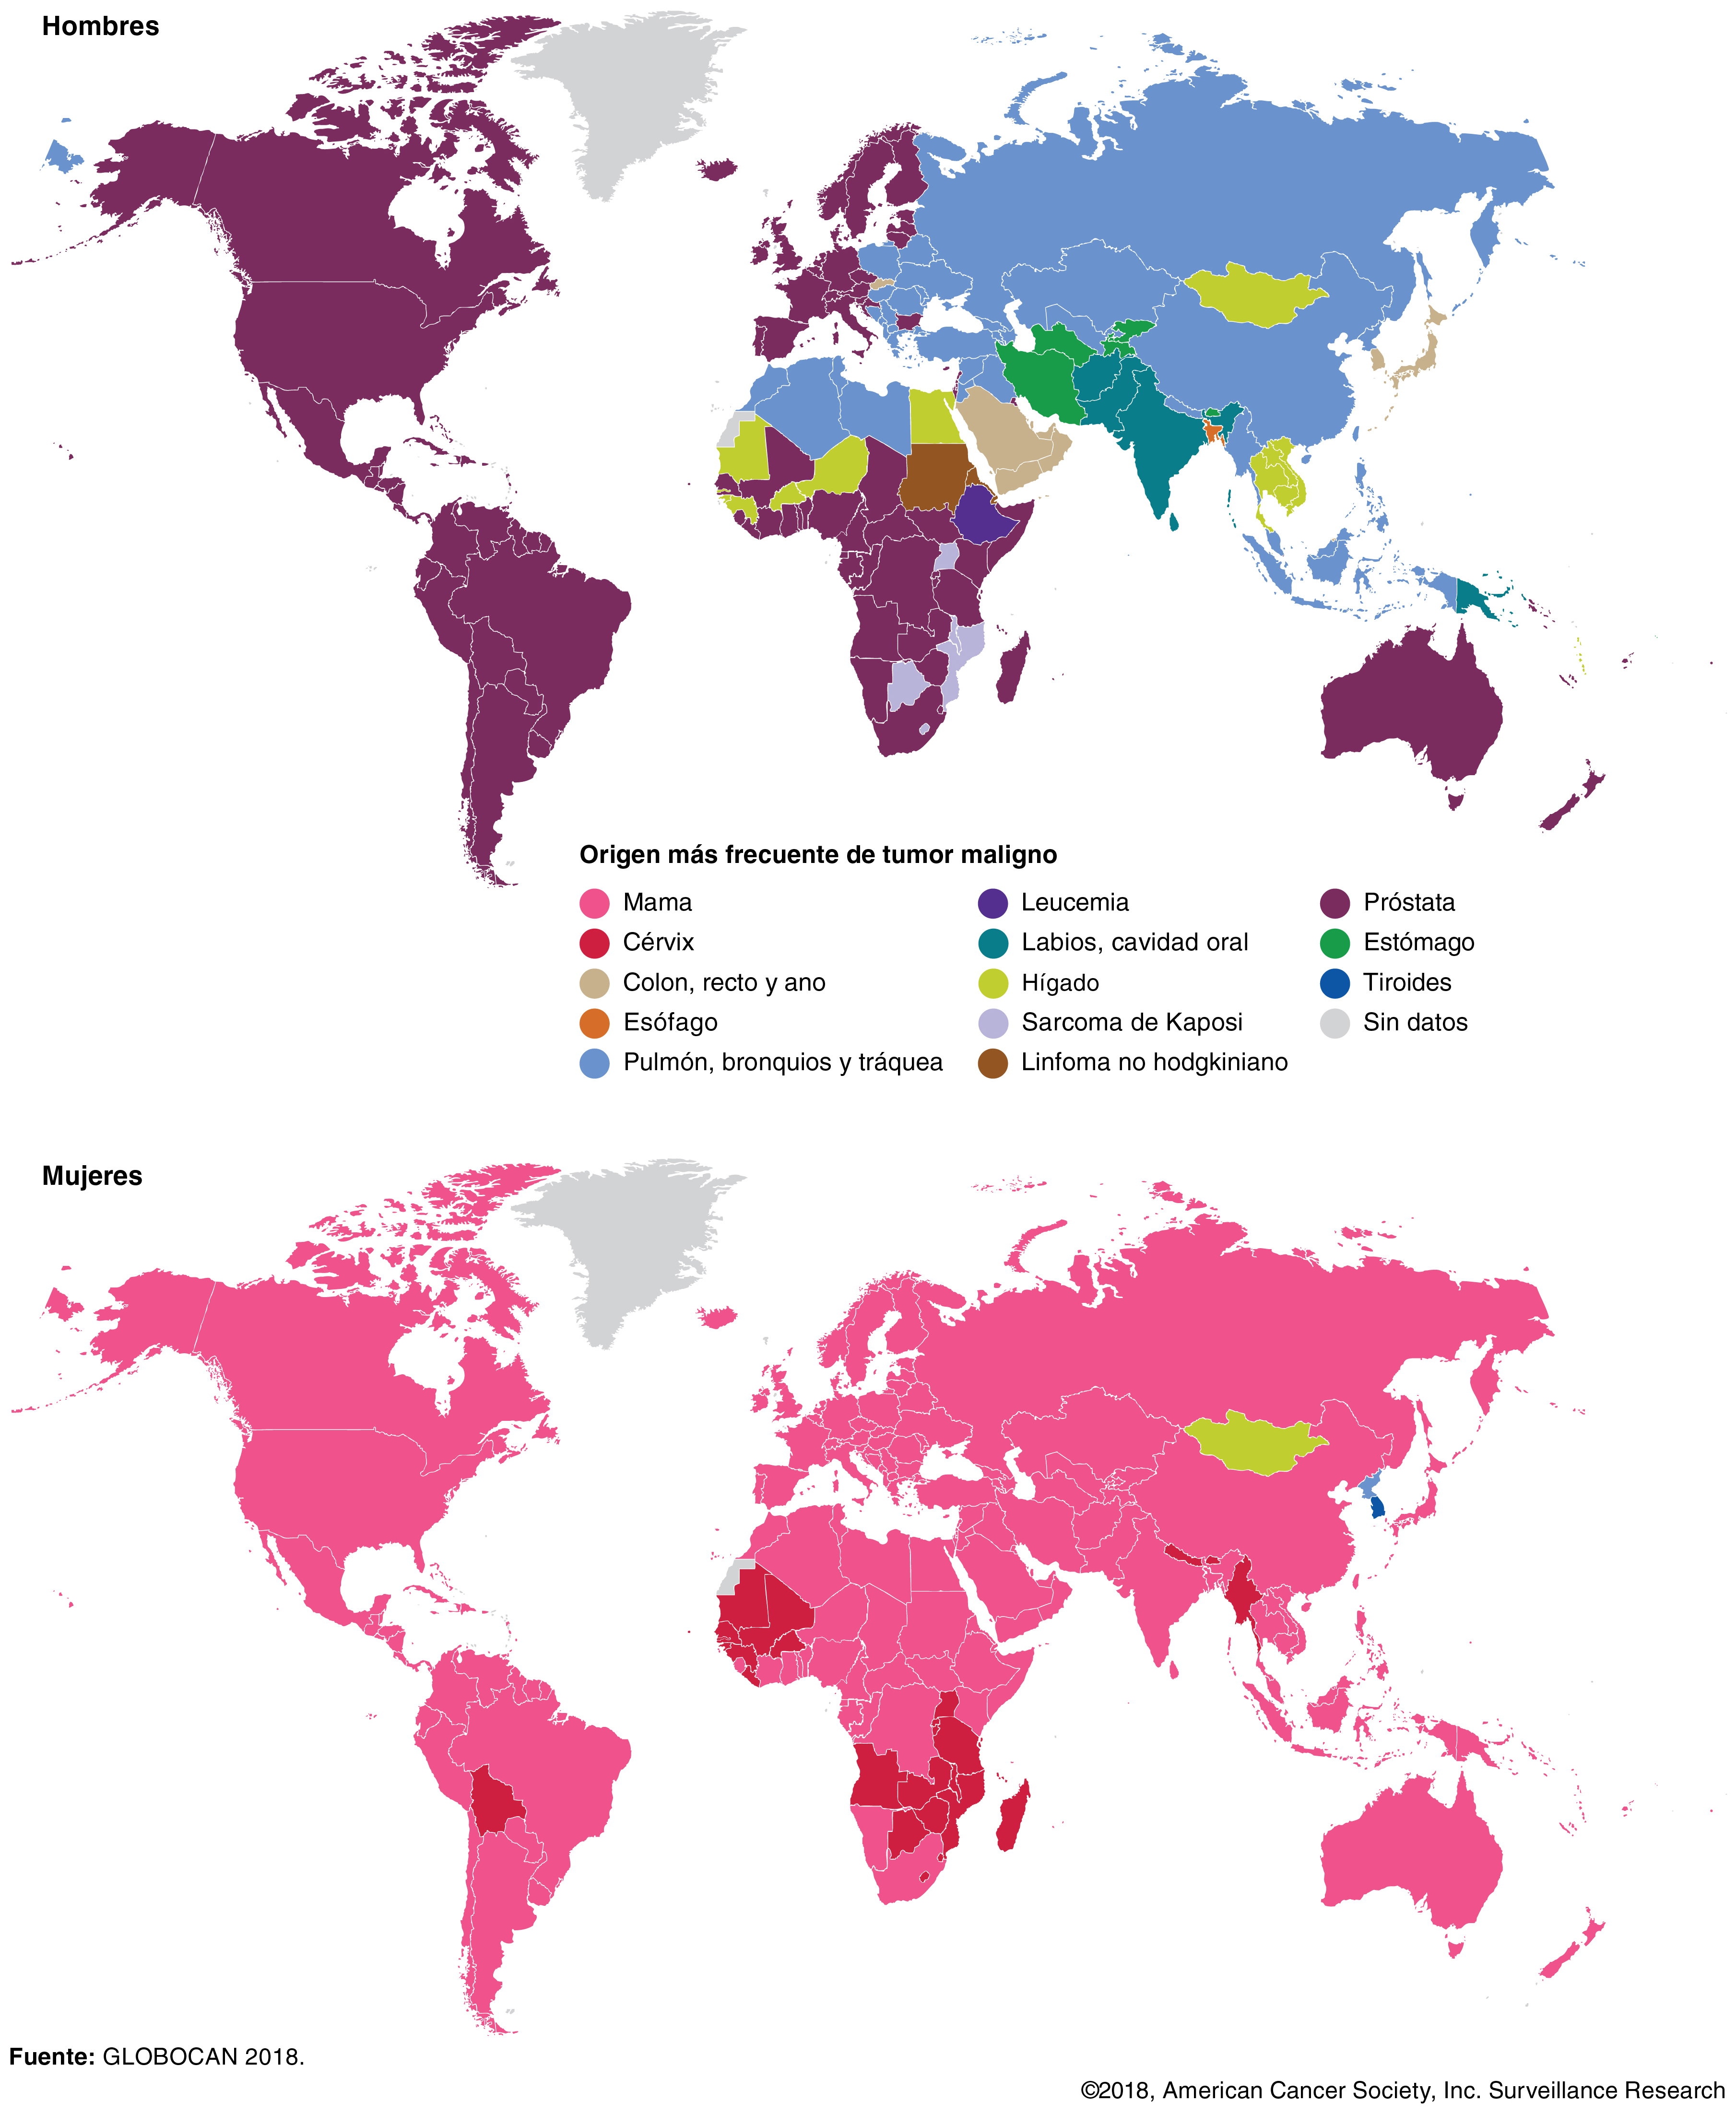 Hombres
Origen más frecuente de tumor maligno
Mama
Cérvix
Colon, recto y ano
Esófago
Pulmón, bronquios y tráquea
Leucemia
Labios, cavidad oral
Hígado
Sarcoma de Kaposi
Linfoma no hodgkiniano
Próstata
Estómago
Tiroides
Sin datos
Mujeres
Fuente: GLOBOCAN 2018.
©2018, American Cancer Society, Inc. Surveillance Research